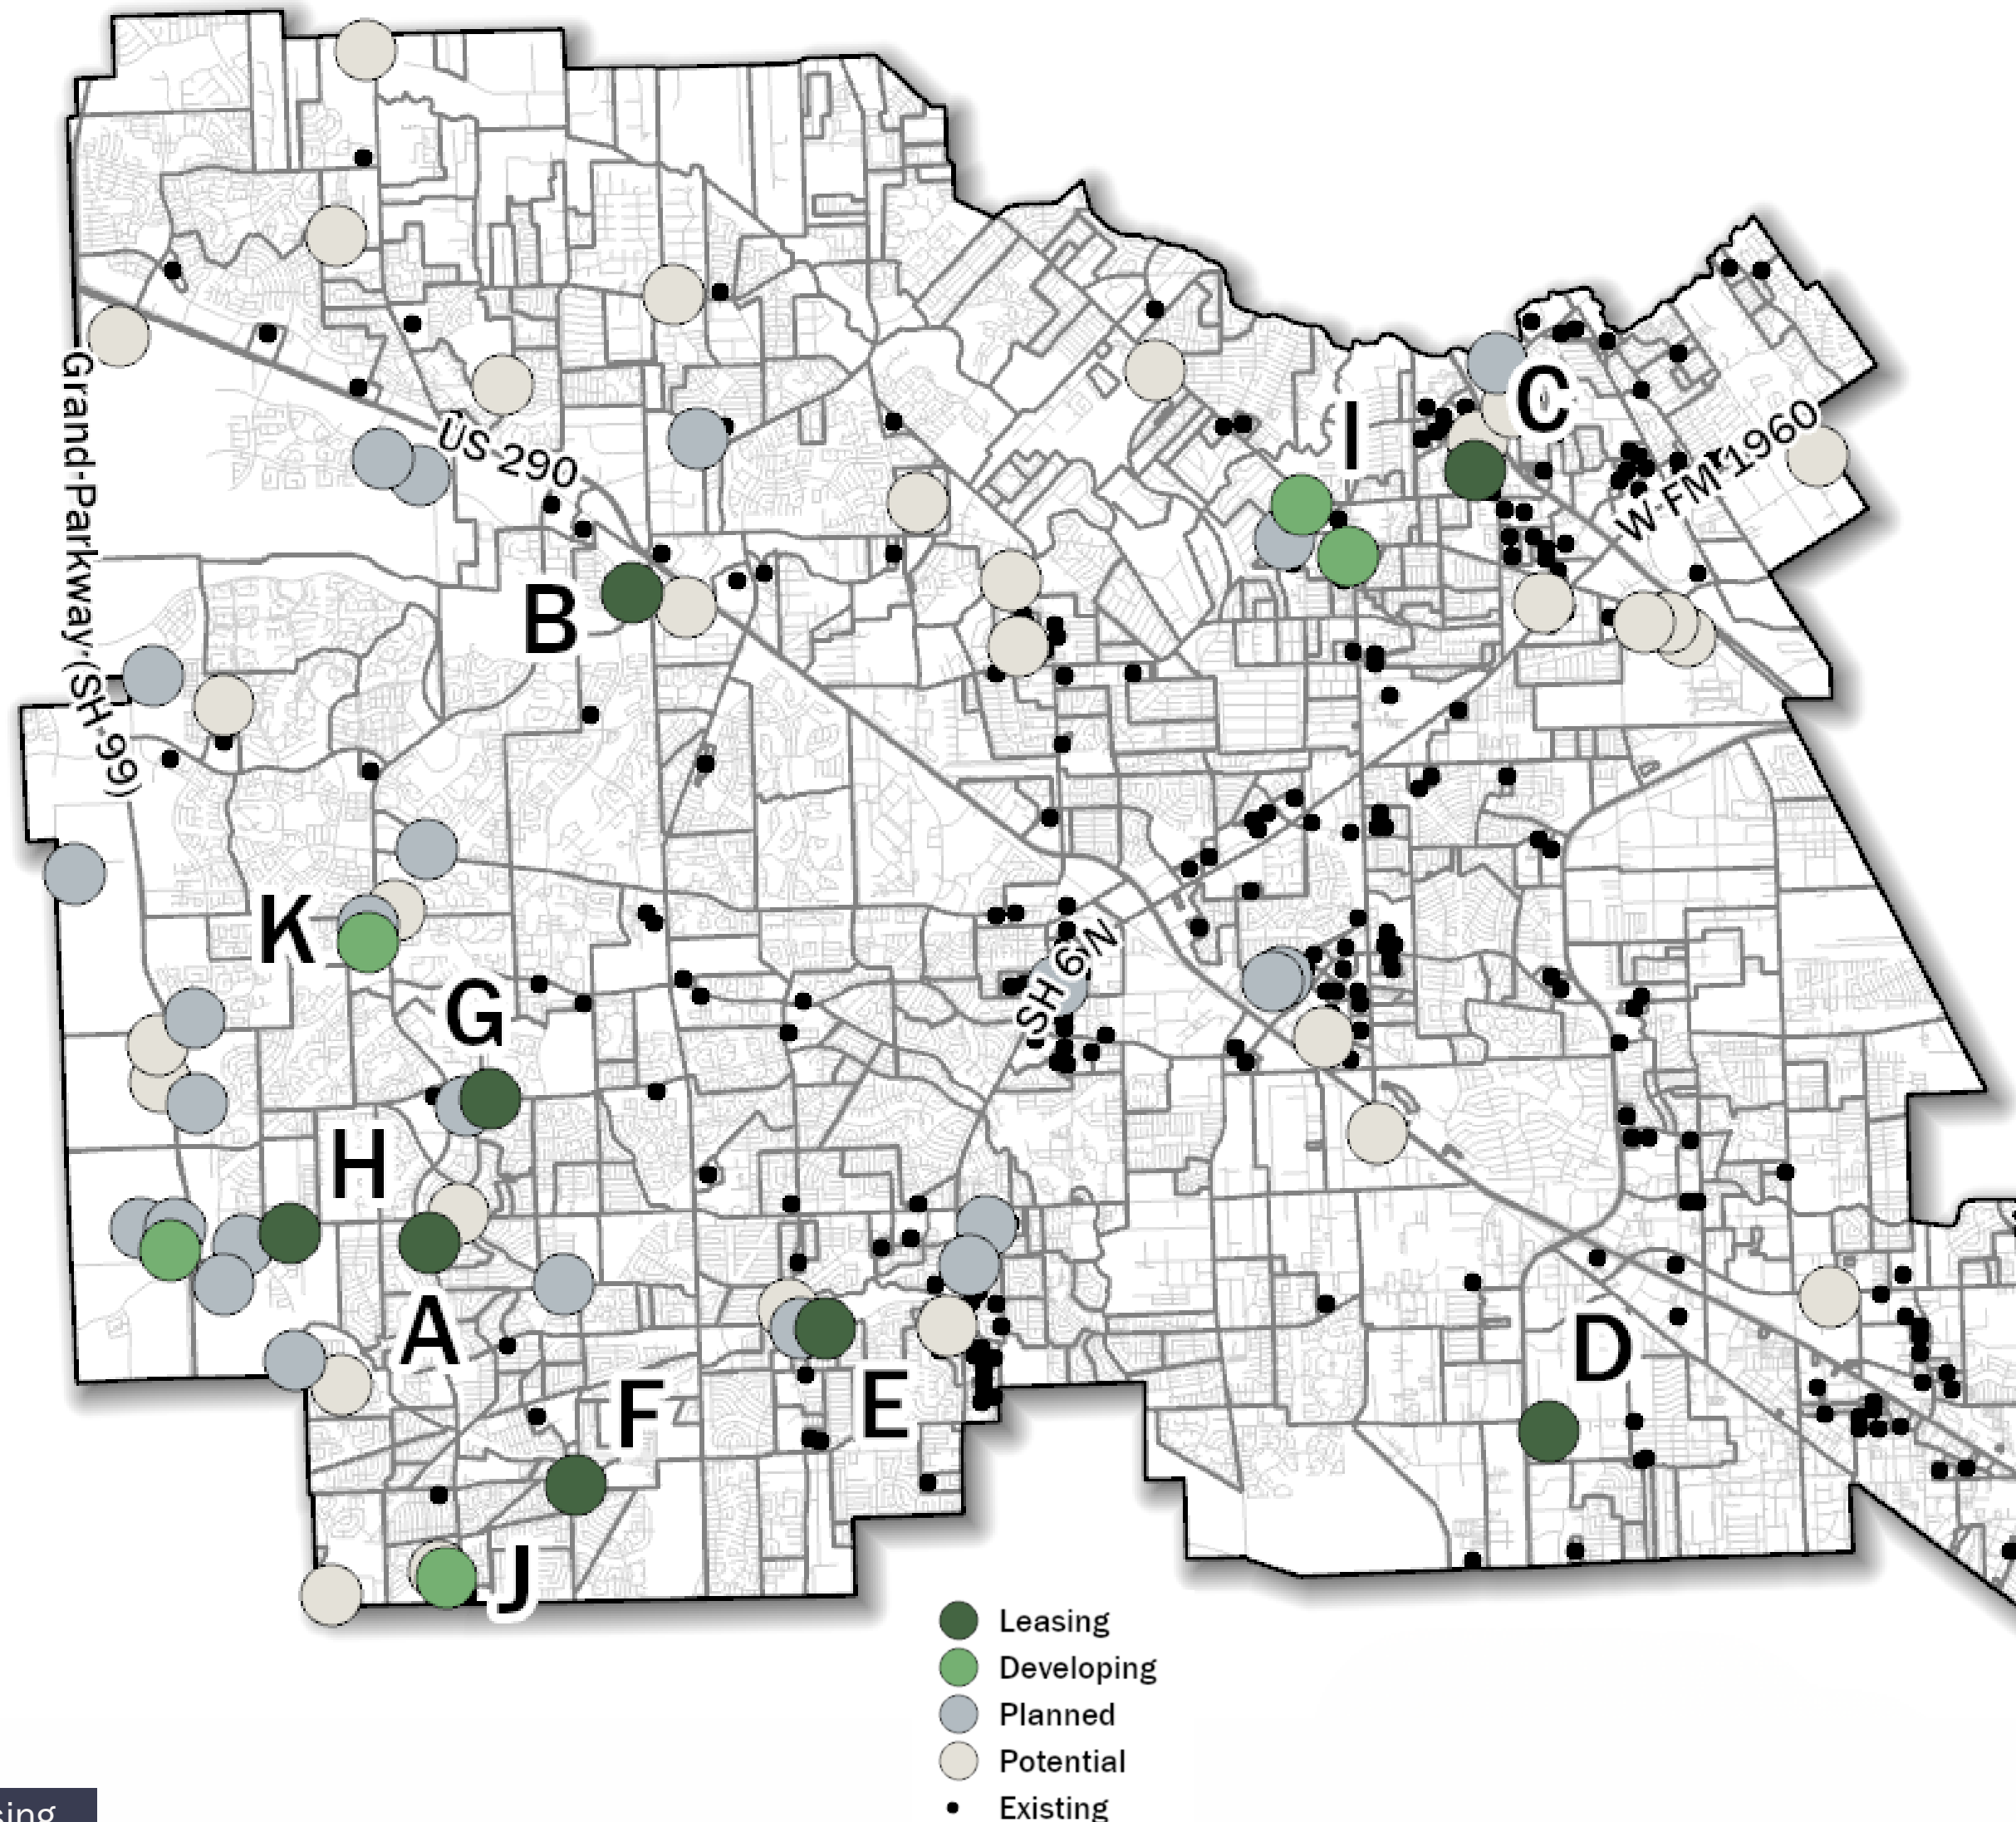 C
I
W-FM-1960
US-290
Grand-Parkway-(SH-99)
B
K
SH 6 N
G
H
A
D
F
E
J
Leasing
Developing
Planned
Potential
Existing